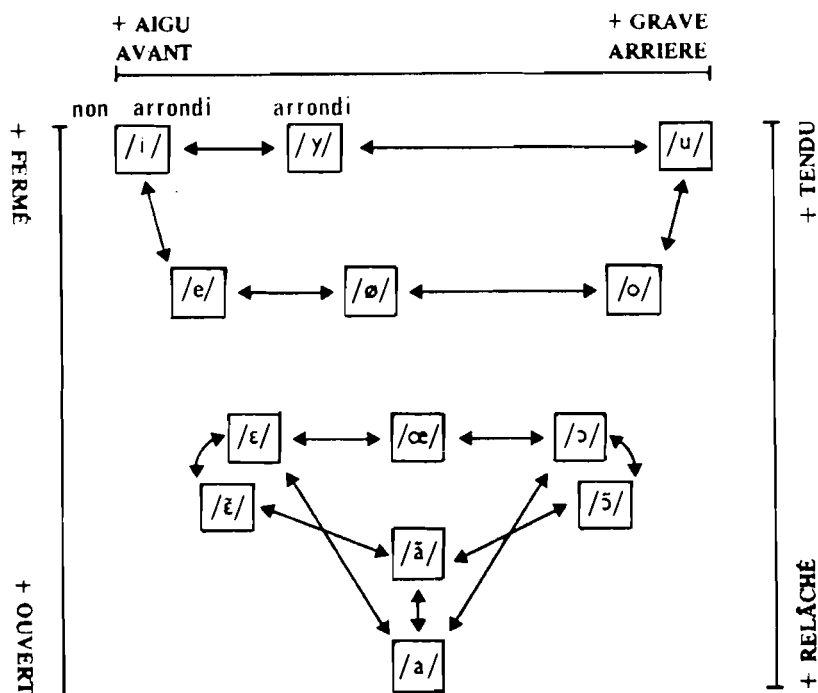 + AIGU + GRAVE
AVANT ARRIERE
non arrondi arrondi
+ FERMÉ
/i/ /y/ /u/
+ TENDU
/e/ /ø/ /o/
/ɛ/ /œ/ /ɔ/
/ɛ̃/ /ɔ̃/
/ã/
+ OUVERT
/a/
+ RELÂCHÉ